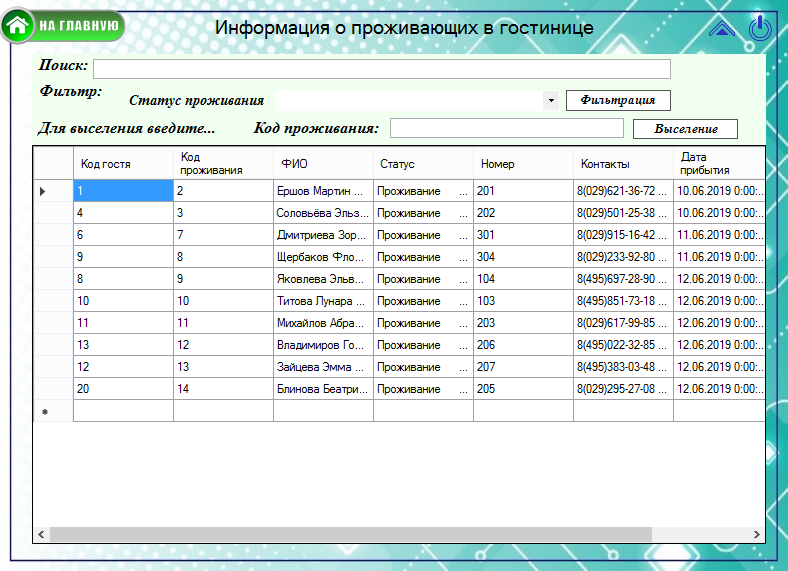 НА ГЛАВНУЮ
Информация о проживающих в гостинице
Поиск:
Фильтр:
Статус проживания Фильтрация
Для выселения введите... Код проживания: Выселение
Код гостя Код проживания ФИО Статус Номер Контакты Дата прибытия
1 2 Ершов Мартин ... Проживание ... 201 8(029)621-36-72 ... 10.06.2019 0:00:...
4 3 Соловьёва Эльз... Проживание ... 202 8(029)501-25-38 ... 10.06.2019 0:00:...
6 7 Дмитриева Зор... Проживание ... 301 8(029)915-16-42 ... 11.06.2019 0:00:...
9 8 Щербаков Фло... Проживание ... 304 8(029)233-92-80 ... 11.06.2019 0:00:...
8 9 Яковлева Эльв... Проживание ... 104 8(495)697-28-90 ... 12.06.2019 0:00:...
10 10 Титова Лунара ... Проживание ... 103 8(495)851-73-18 ... 12.06.2019 0:00:...
11 11 Михайлов Абра... Проживание ... 203 8(029)617-99-85 ... 12.06.2019 0:00:...
13 12 Владимиров Го... Проживание ... 206 8(495)022-32-85 ... 12.06.2019 0:00:...
12 13 Зайцева Эмма ... Проживание ... 207 8(495)383-03-48 ... 12.06.2019 0:00:...
20 14 Блинова Беатри... Проживание ... 205 8(029)295-27-08 ... 12.06.2019 0:00:...